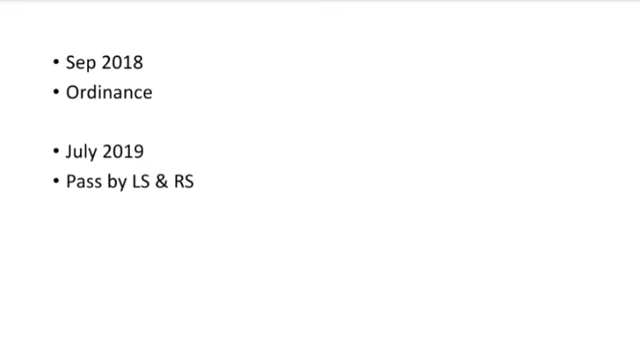 • Sep 2018
• Ordinance
• July 2019
• Pass by LS & RS